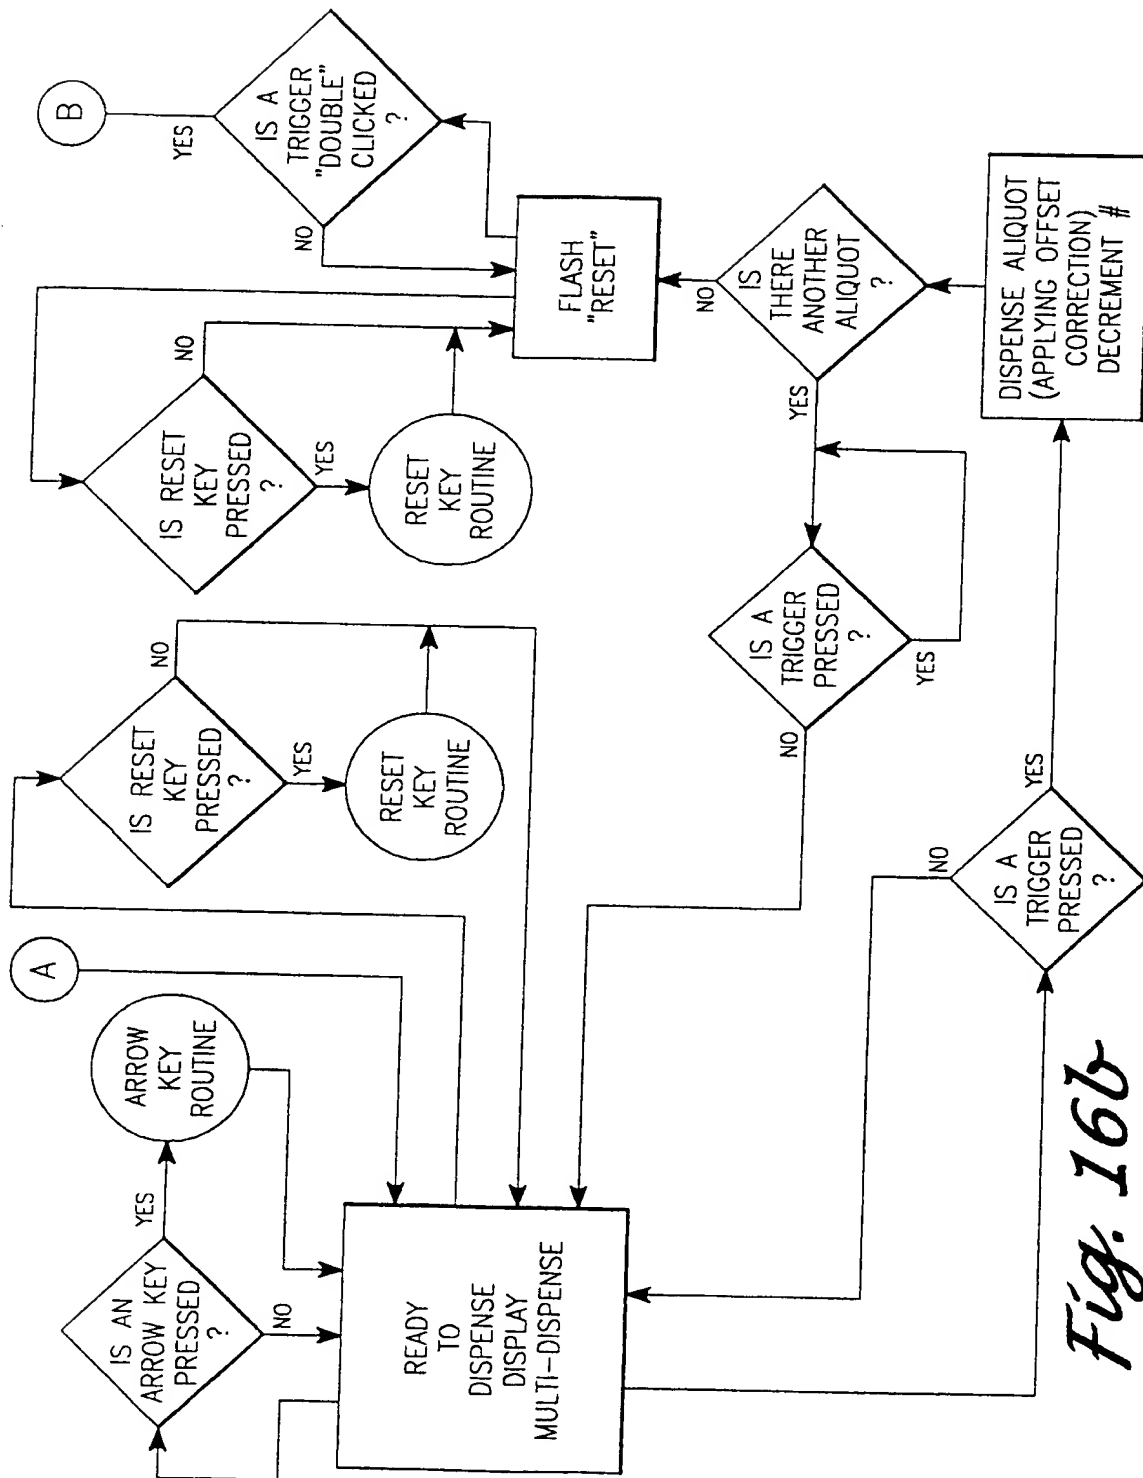 IS AN
ARROW KEY
PRESSED
?
YES
NO
ARROW
KEY
ROUTINE
A
READY
TO
DISPENSE
DISPLAY
MULTI-DISPENSE
IS RESET
KEY
PRESSED
?
NO
YES
RESET
KEY
ROUTINE
IS RESET
KEY
PRESSED
?
NO
YES
RESET
KEY
ROUTINE
B
YES
IS A
TRIGGER
"DOUBLE"
CLICKED
?
NO
FLASH
"RESET"
NO
IS
THERE
ANOTHER
ALIQUOT
?
YES
IS A
TRIGGER
PRESSED
?
NO
YES
DISPENSE ALIQUOT
(APPLYING OFFSET
CORRECTION)
DECREMENT #
NO
YES
IS A
TRIGGER
PRESSED
?
Fig. 16b